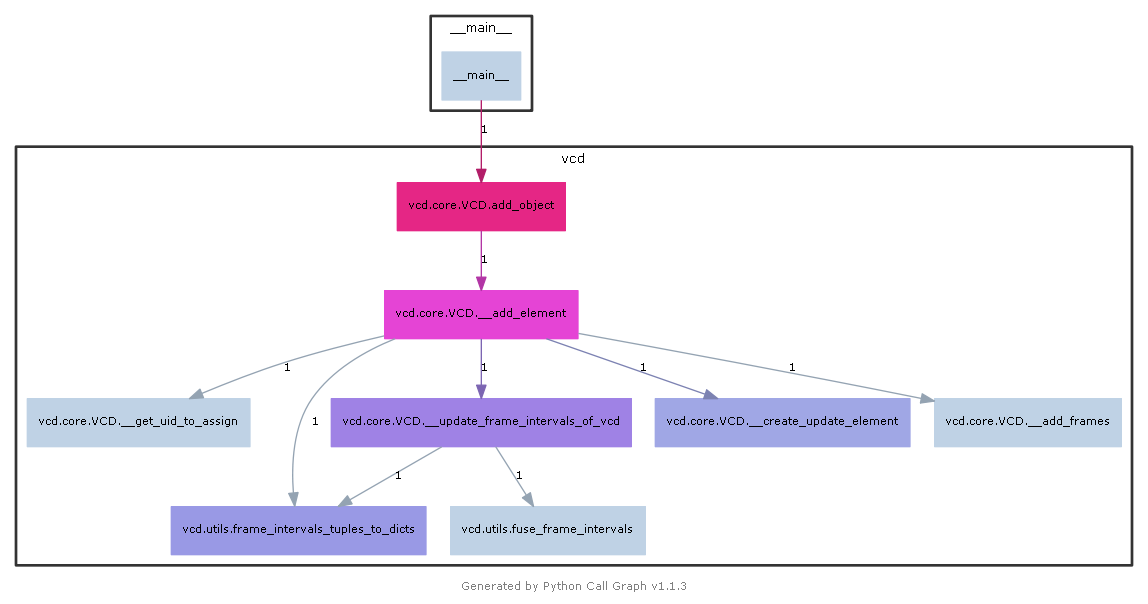 __main__
__main__
1
vcd
vcd.core.VCD.add_object
1
vcd.core.VCD.__add_element
1
1
1
1
1
vcd.core.VCD.__get_uid_to_assign
vcd.core.VCD.__update_frame_intervals_of_vcd
vcd.core.VCD.__create_update_element
vcd.core.VCD.__add_frames
1
1
vcd.utils.frame_intervals_tuples_to_dicts
vcd.utils.fuse_frame_intervals
Generated by Python Call Graph v1.1.3